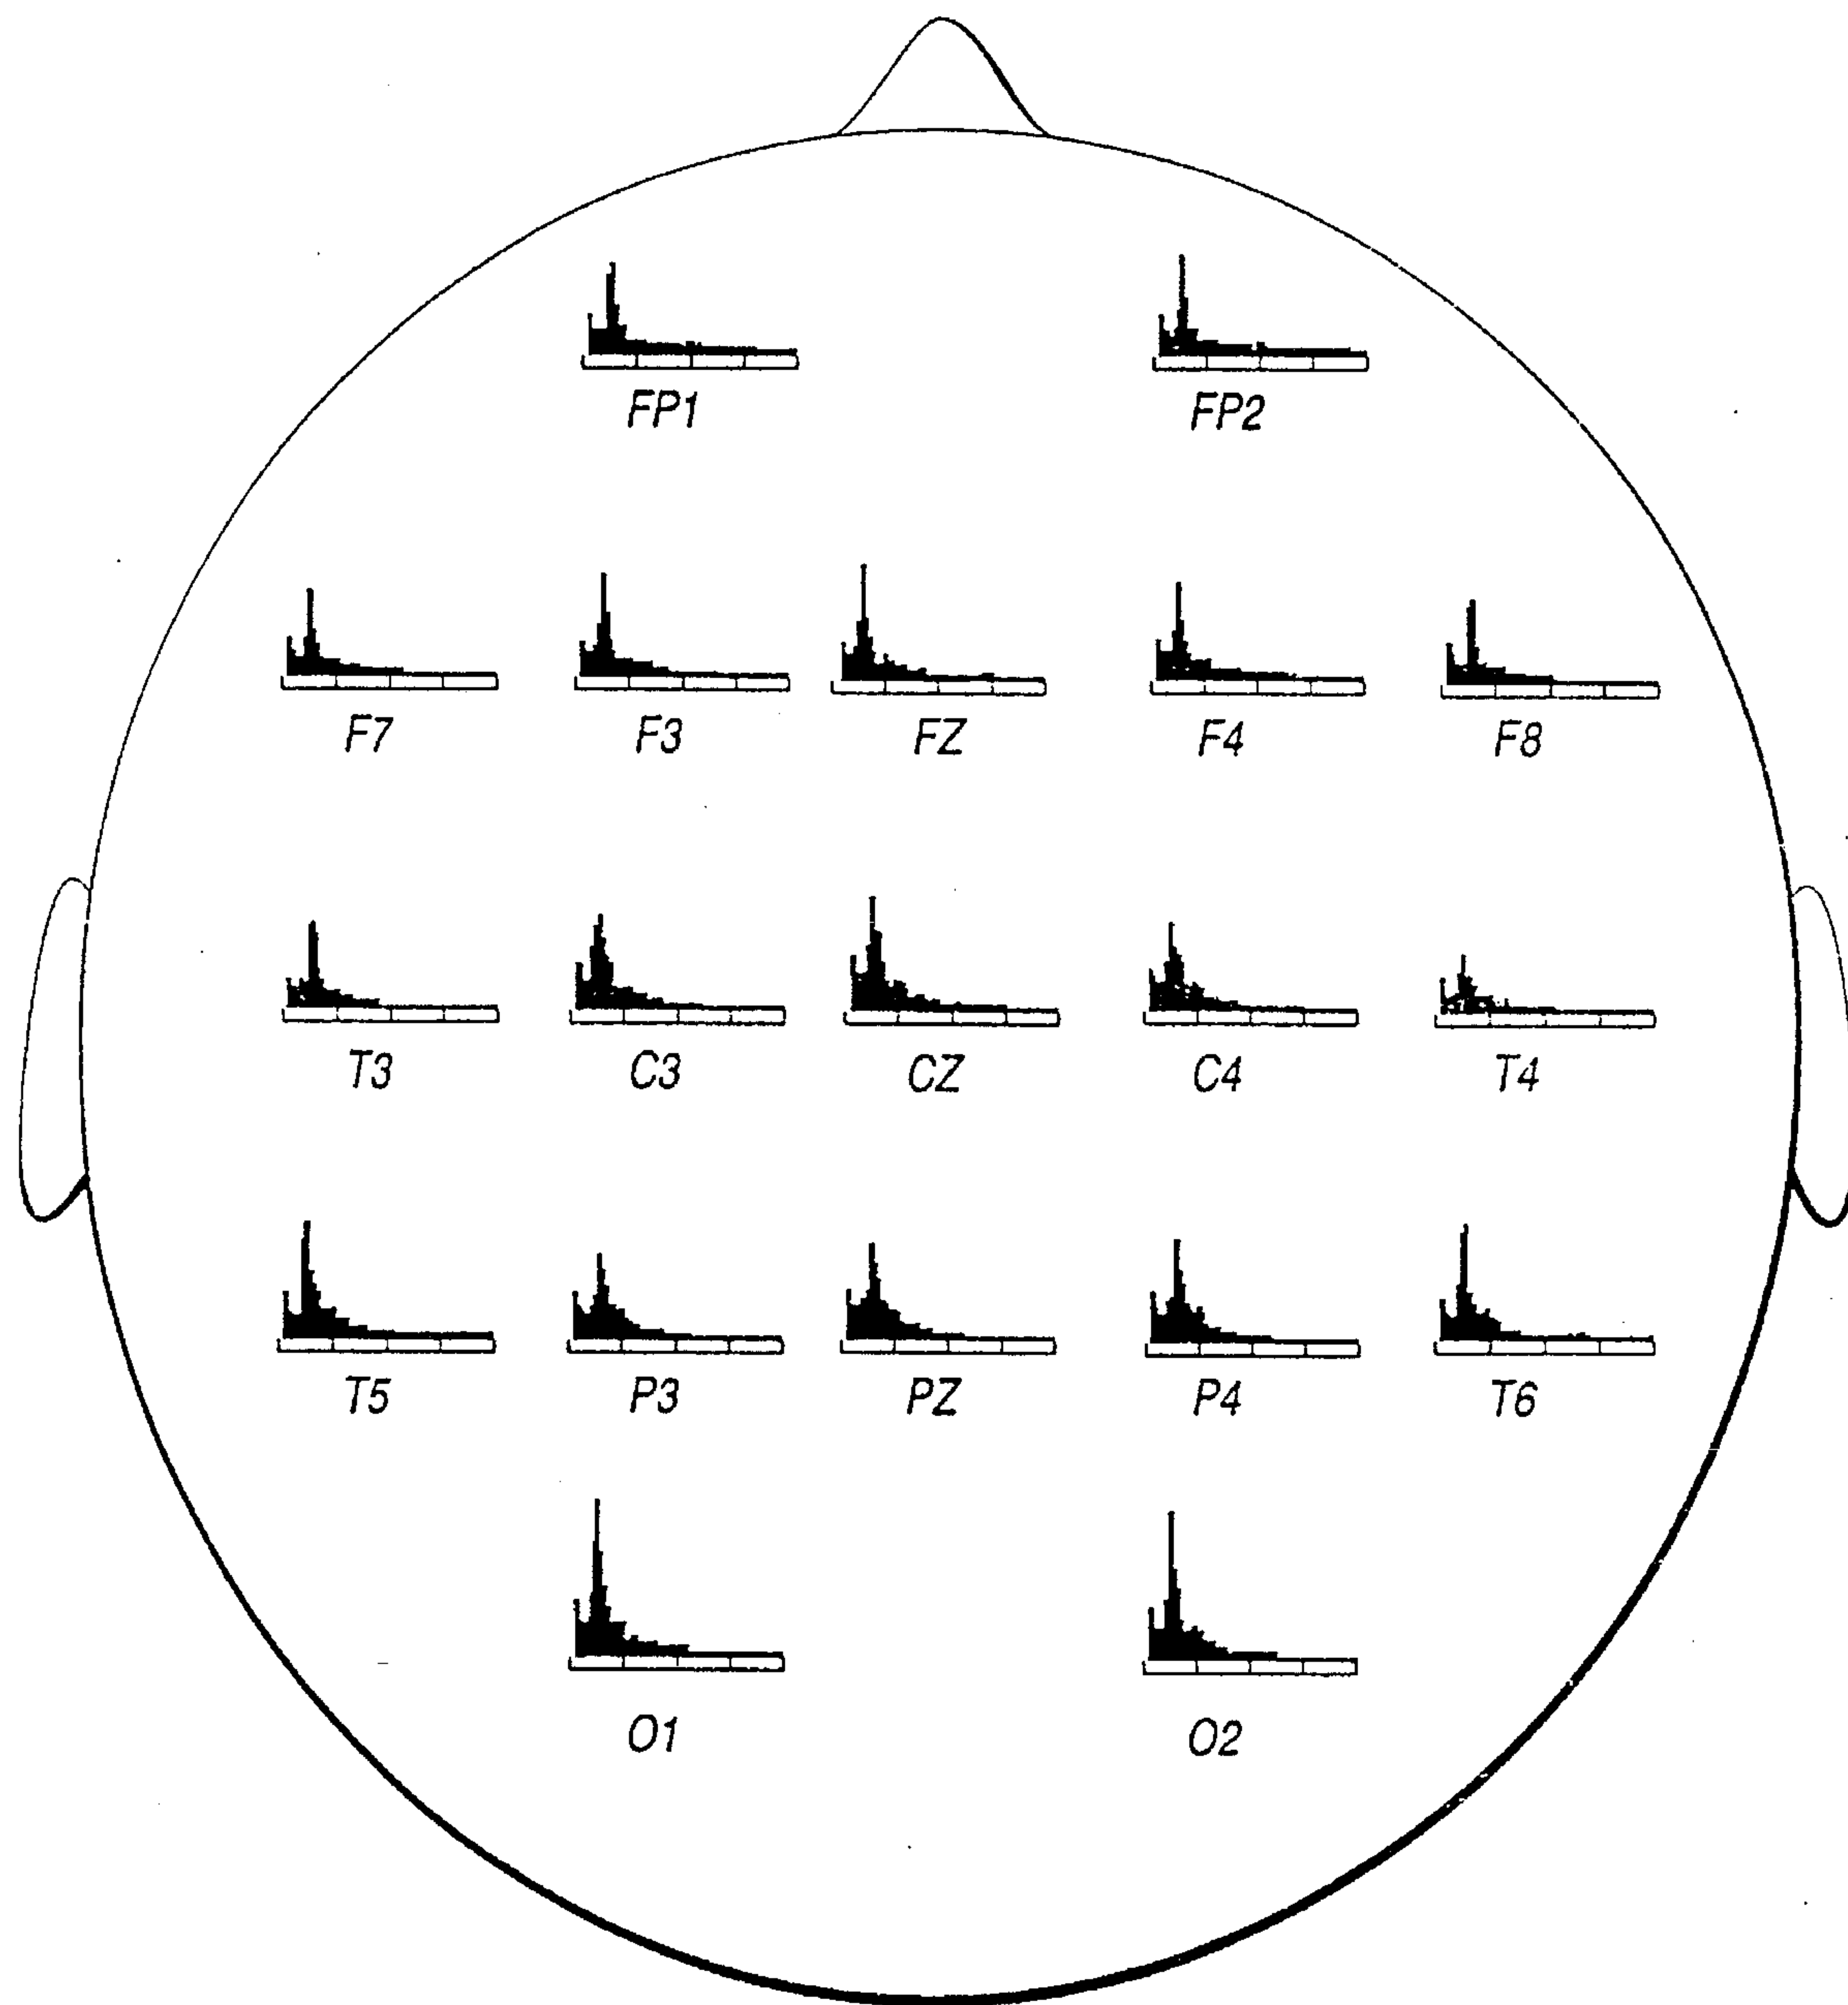 FP1 FP2
F7 F3 FZ F4 F8
T3 C3 CZ C4 T4
T5 P3 PZ P4 T6
O1 O2